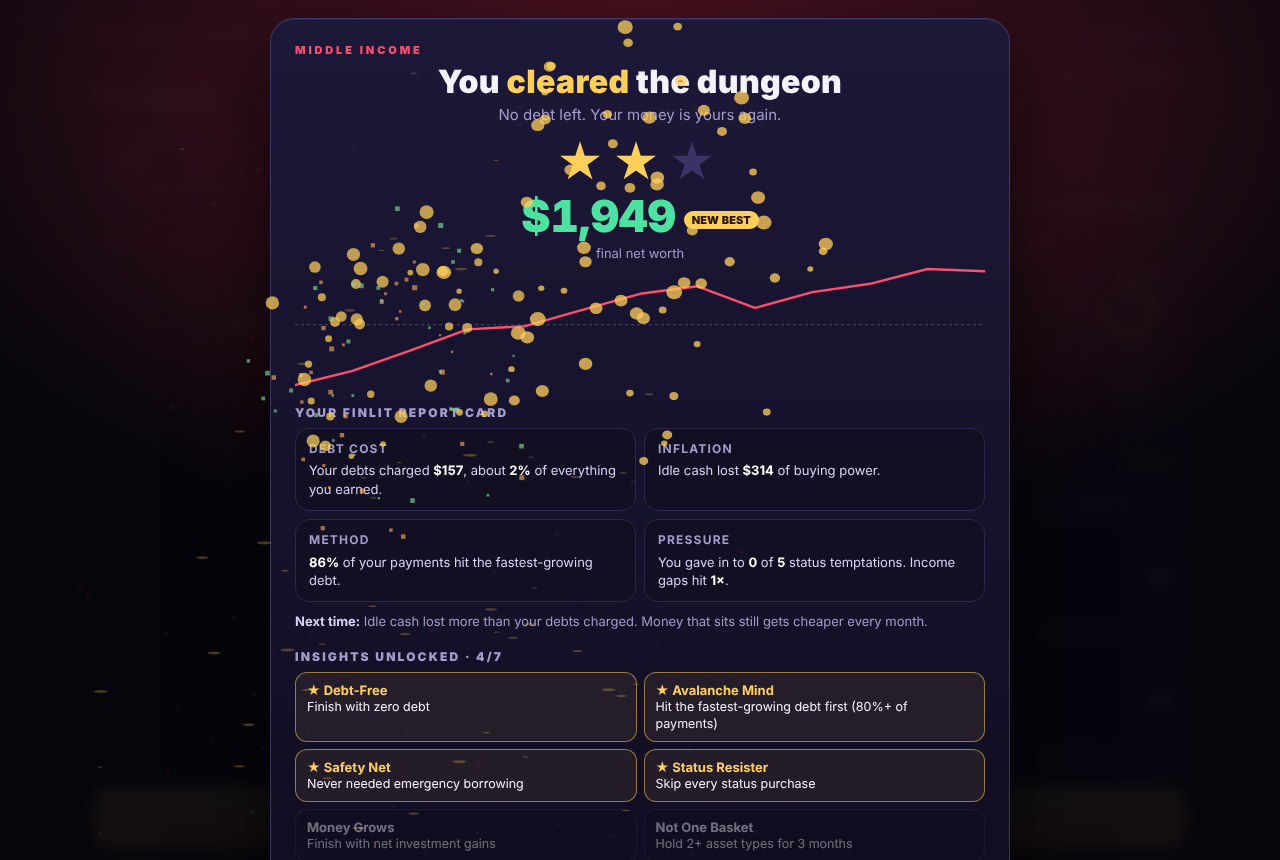 MIDDLE INCOME
You cleared the dungeon
No debt left. Your money is yours again.
$1,949 NEW BEST
final net worth
YOUR FINLIT REPORT CARD
DEBT COST
Your debts charged $157, about 2% of everything
you earned.
INFLATION
Idle cash lost $314 of buying power.
METHOD
86% of your payments hit the fastest-growing
debt.
PRESSURE
You gave in to 0 of 5 status temptations. Income
gaps hit 1×.
Next time: Idle cash lost more than your debts charged. Money that sits still gets cheaper every month.
INSIGHTS UNLOCKED · 4/7
★ Debt-Free
Finish with zero debt
★ Avalanche Mind
Hit the fastest-growing debt first (80%+ of
payments)
★ Safety Net
Never needed emergency borrowing
★ Status Resister
Skip every status purchase
Money Grows
Finish with net investment gains
Not One Basket
Hold 2+ asset types for 3 months